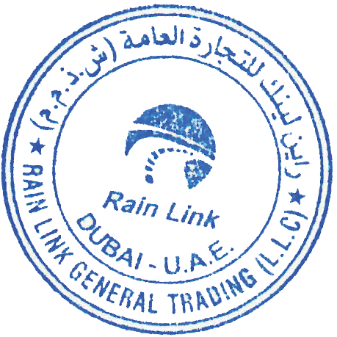 راين لينك للتجارة العامة (ش.ذ.م.م)
Rain Link
DUBAI - U.A.E.
★ RAIN LINK GENERAL TRADING (L.L.C) ★